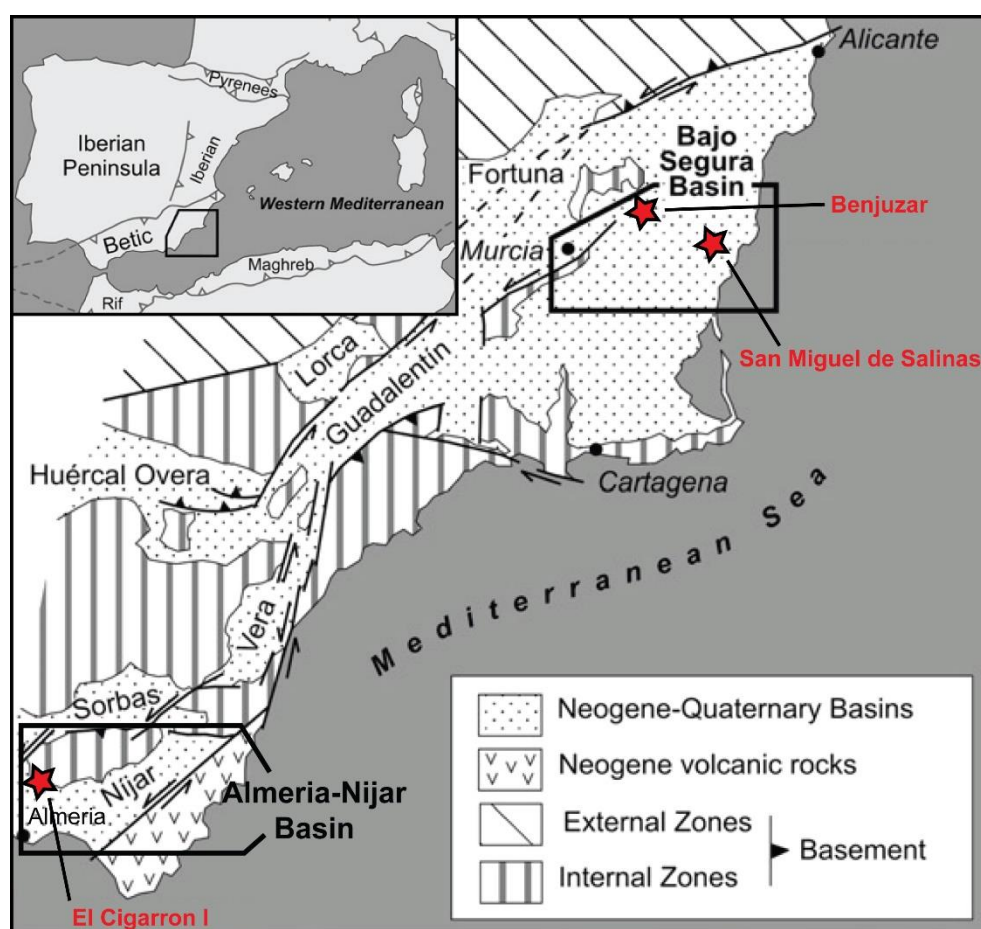 Pyrenees
Iberian
Peninsula
Iberian
Western Mediterranean
Betic
Maghreb
Rif
Alicante
Bajo
Segura
Basin
Fortuna
Benjuzar
Murcia
San Miguel de Salinas
Lorca
Guadalentín
Huércal Overa
Cartagena
Mediterranean Sea
Vera
Sorbas
Nijar
Almeria-Nijar
Basin
Almeria
El Cigarron I
Neogene-Quaternary Basins
Neogene volcanic rocks
External Zones
Basement
Internal Zones